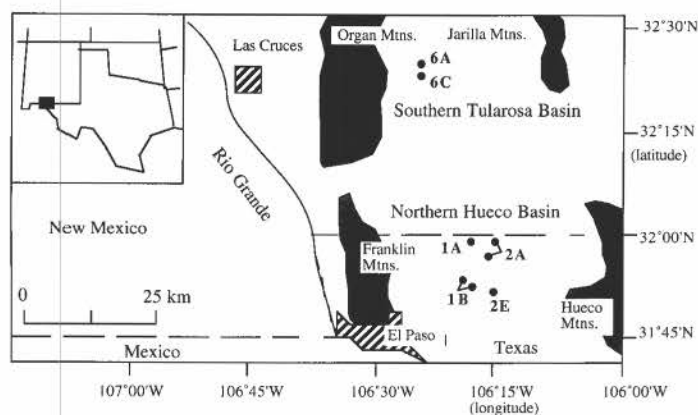 Organ Mtns.
Jarilla Mtns.
32°30'N
Las Cruces
6A
6C
Southern Tularosa Basin
32°15'N
(latitude)
Rio Grande
Northern Hueco Basin
New Mexico
32°00'N
Franklin
Mtns.
1A
2A
0
25 km
1B
2E
Hueco
Mtns.
El Paso
31°45'N
Mexico
Texas
107°00'W
106°45'W
106°30'W
106°15'W
106°00'W
(longitude)